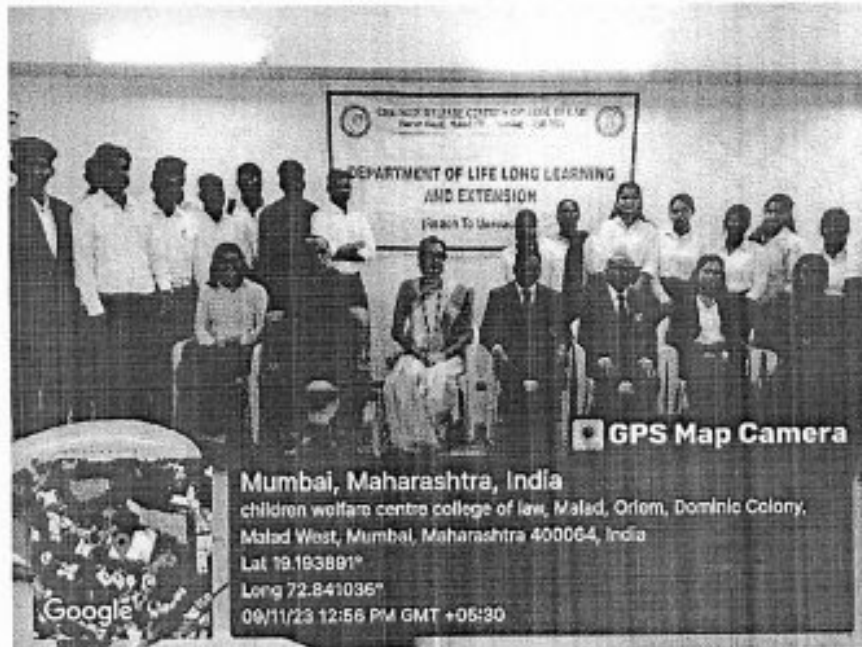 DEPARTMENT OF LIFE LONG LEARNING
AND EXTENSION
GPS Map Camera
Mumbai, Maharashtra, India
children welfare centre college of law, Malad, Orlem, Dominic Colony,
Malad West, Mumbai, Maharashtra 400064, India
Lat 19.193891°
Long 72.841036°
09/11/23 12:56 PM GMT +05:30
Google